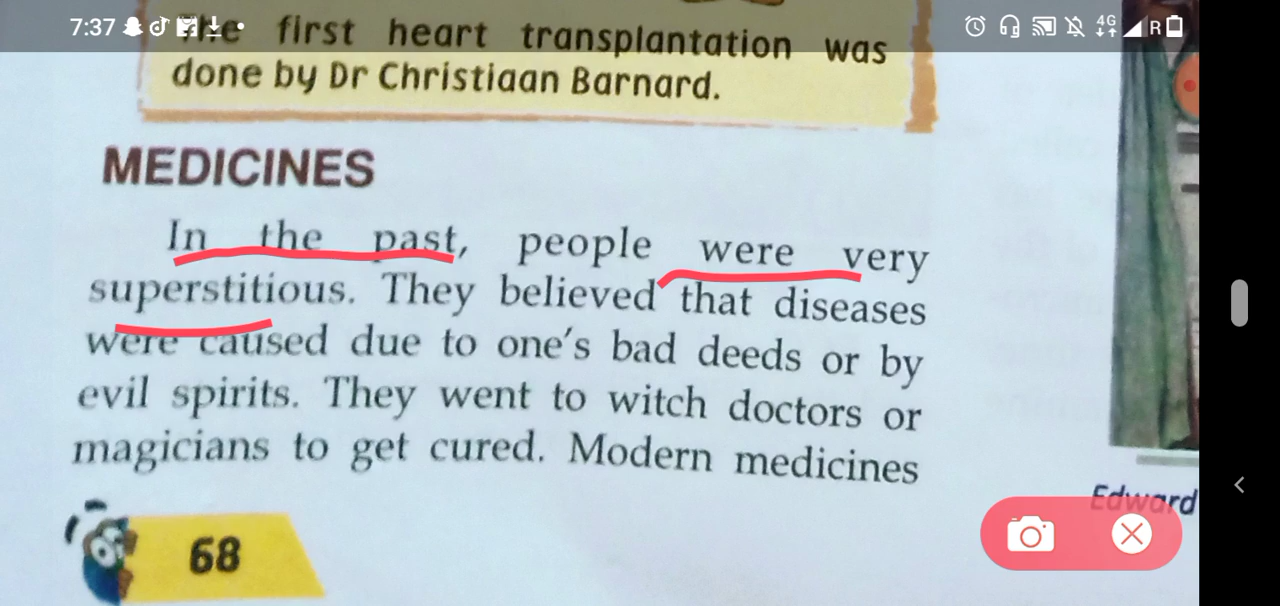 7:37
4G R
The first heart transplantation was
done by Dr Christiaan Barnard.
MEDICINES
In the past, people were very
superstitious. They believed that diseases
were caused due to one's bad deeds or by
evil spirits. They went to witch doctors or
magicians to get cured. Modern medicines
Edward
68